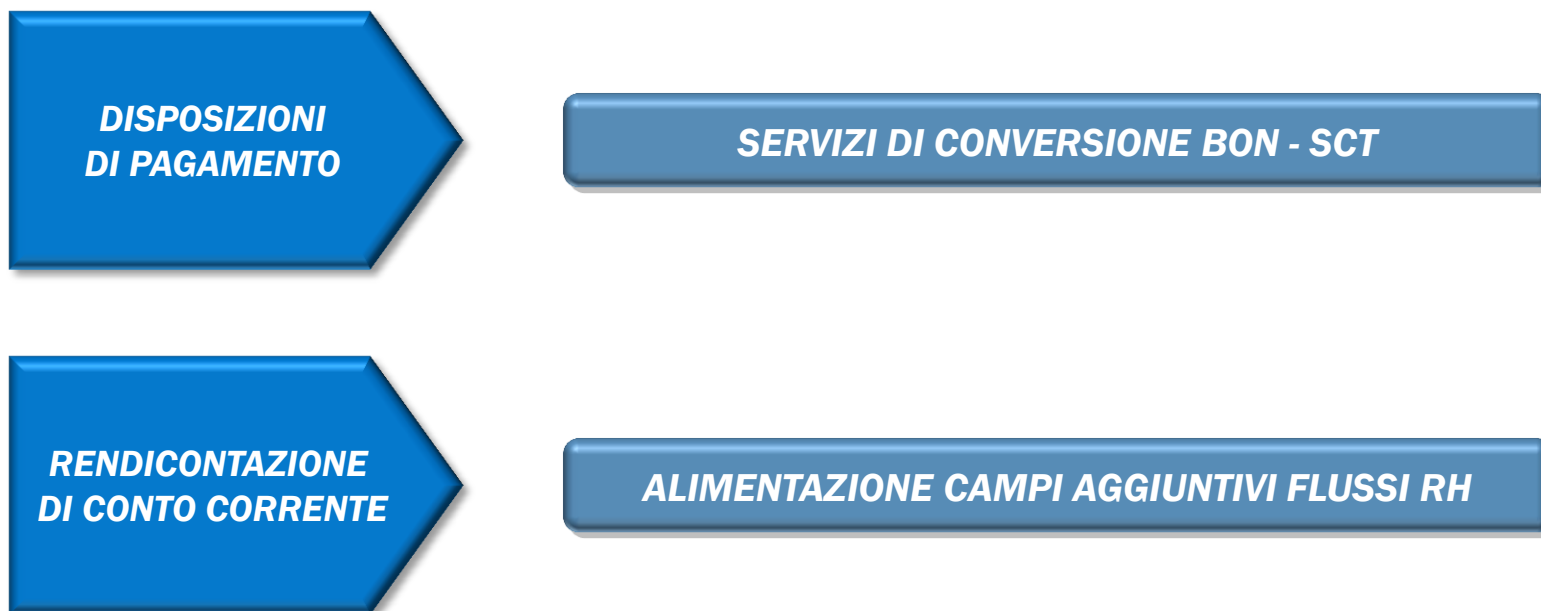 DISPOSIZIONI
DI PAGAMENTO
SERVIZI DI CONVERSIONE BON - SCT
RENDICONTAZIONE
DI CONTO CORRENTE
ALIMENTAZIONE CAMPI AGGIUNTIVI FLUSSI RH